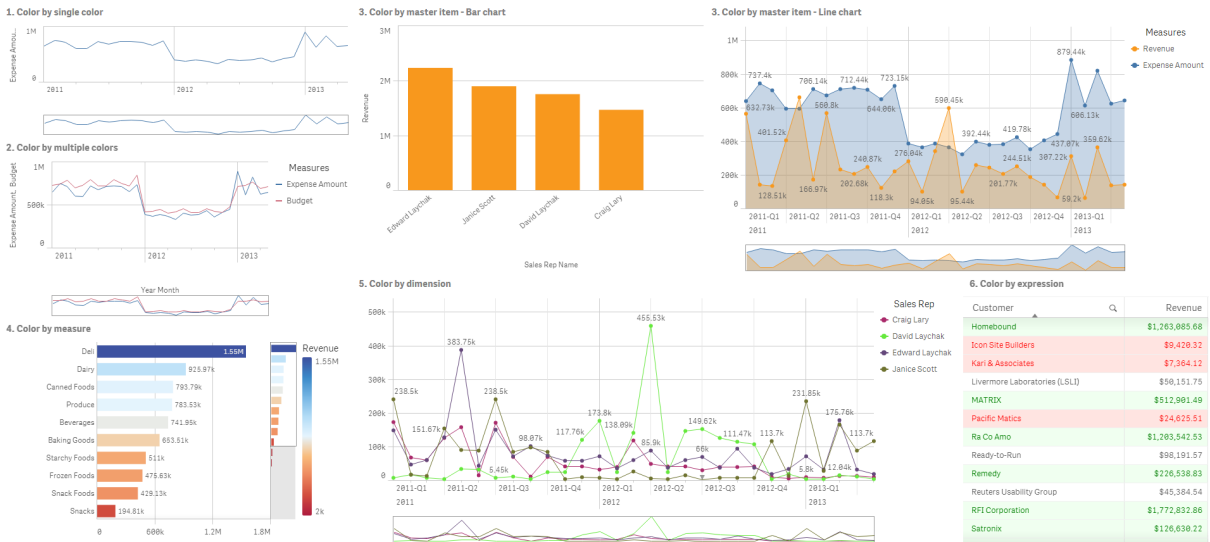 1. Color by single color
Expense Amou...
1M
0
2011
2012
2013
2. Color by multiple colors
Expense Amount, Budget
1M
500k
0
2011
2012
2013
Year Month
Measures
Expense Amount
Budget
3. Color by master item - Bar chart
Revenue
3M
2M
1M
0
Edward Laychak
Janice Scott
David Laychak
Craig Lary
Sales Rep Name
3. Color by master item - Line chart
1M
800k
600k
400k
200k
0
737.4k
632.73k
401.52k
128.51k
706.14k
560.8k
166.97k
712.44k
202.68k
240.87k
644.06k
118.3k
723.15k
276.04k
94.05k
590.45k
95.44k
392.44k
201.77k
244.51k
419.78k
307.22k
437.07k
59.2k
879.44k
606.13k
359.62k
2011-Q1
2011-Q2
2011-Q3
2011-Q4
2012-Q1
2012-Q2
2012-Q3
2012-Q4
2013-Q1
2011
2012
2013
Measures
Revenue
Expense Amount
4. Color by measure
Deli 1.55M
Dairy 926.97k
Canned Foods 793.79k
Produce 783.53k
Beverages 741.95k
Baking Goods 653.51k
Starchy Foods 511k
Frozen Foods 475.63k
Snack Foods 429.13k
Snacks 194.81k
0
600k
1.2M
1.8M
Revenue
1.55M
2k
5. Color by dimension
500k
400k
300k
200k
100k
0
238.5k
151.67k
383.75k
238.5k
5.45k
98.07k
117.76k
173.8k
138.09k
455.53k
85.9k
149.62k
66k
111.47k
113.7k
231.85k
5.8k
12.04k
175.76k
113.7k
2011-Q1
2011-Q2
2011-Q3
2011-Q4
2012-Q1
2012-Q2
2012-Q3
2012-Q4
2013-Q1
2011
2012
2013
Sales Rep
Craig Lary
David Laychak
Edward Laychak
Janice Scott
6. Color by expression
Customer Revenue
Homebound $1,263,085.68
Icon Site Builders $9,420.32
Kari & Associates $7,364.12
Livermore Laboratories (LSLI) $50,151.75
MATRIX $512,901.49
Pacific Matics $24,625.51
Ra Co Amo $1,203,542.53
Ready-to-Run $98,191.57
Remedy $226,538.83
Reuters Usability Group $45,384.54
RFI Corporation $1,772,832.86
Satronix $126,630.22